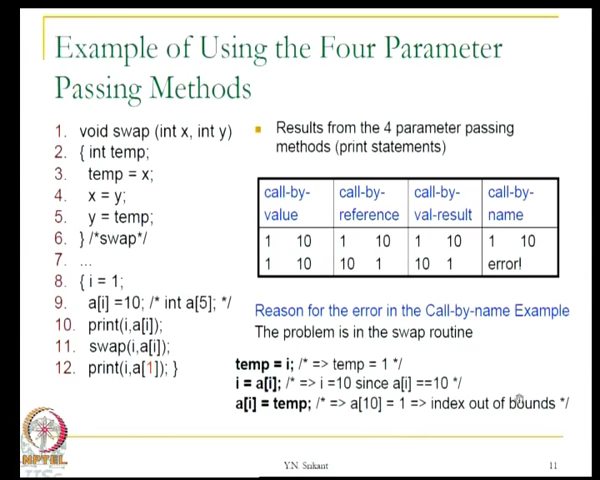 Example of Using the Four Parameter
Passing Methods
1. void swap (int x, int y)
2. { int temp;
3. temp = x;
4. x = y;
5. y = temp;
6. } /*swap*/
7. ...
8. { i = 1;
9. a[i] =10; /* int a[5]; */
10. print(i,a[i]);
11. swap(i,a[i]);
12. print(i,a[1]); }
Results from the 4 parameter passing
methods (print statements)
call-by- call-by- call-by- call-by-
value reference val-result name
1 10 1 10 1 10 1 10
1 10 10 1 10 1 error!
Reason for the error in the Call-by-name Example
The problem is in the swap routine
temp = i; /* => temp = 1 */
i = a[i]; /* => i =10 since a[i] ==10 */
a[i] = temp; /* => a[10] = 1 => index out of bounds */
NPTEL
Y.N. Srikant
11